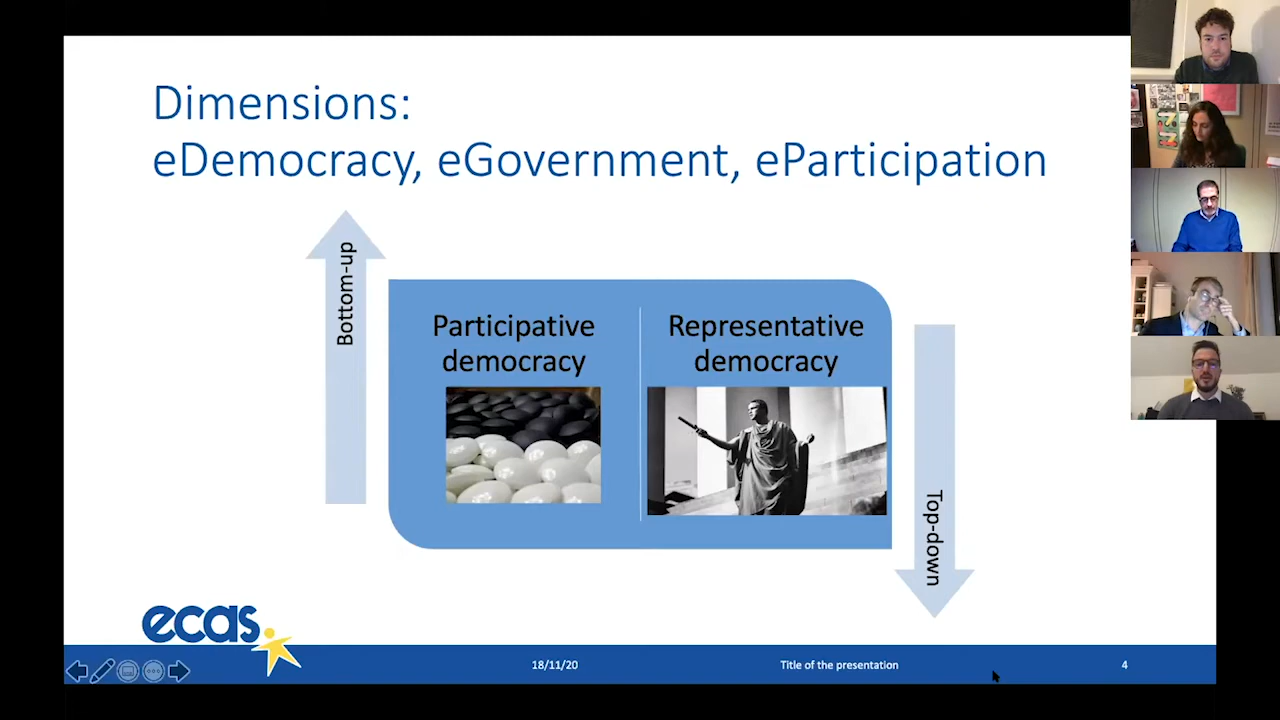 Dimensions:
eDemocracy, eGovernment, eParticipation
Bottom-up
Participative
democracy
Representative
democracy
Top-down
ecas
18/11/20
Title of the presentation
4